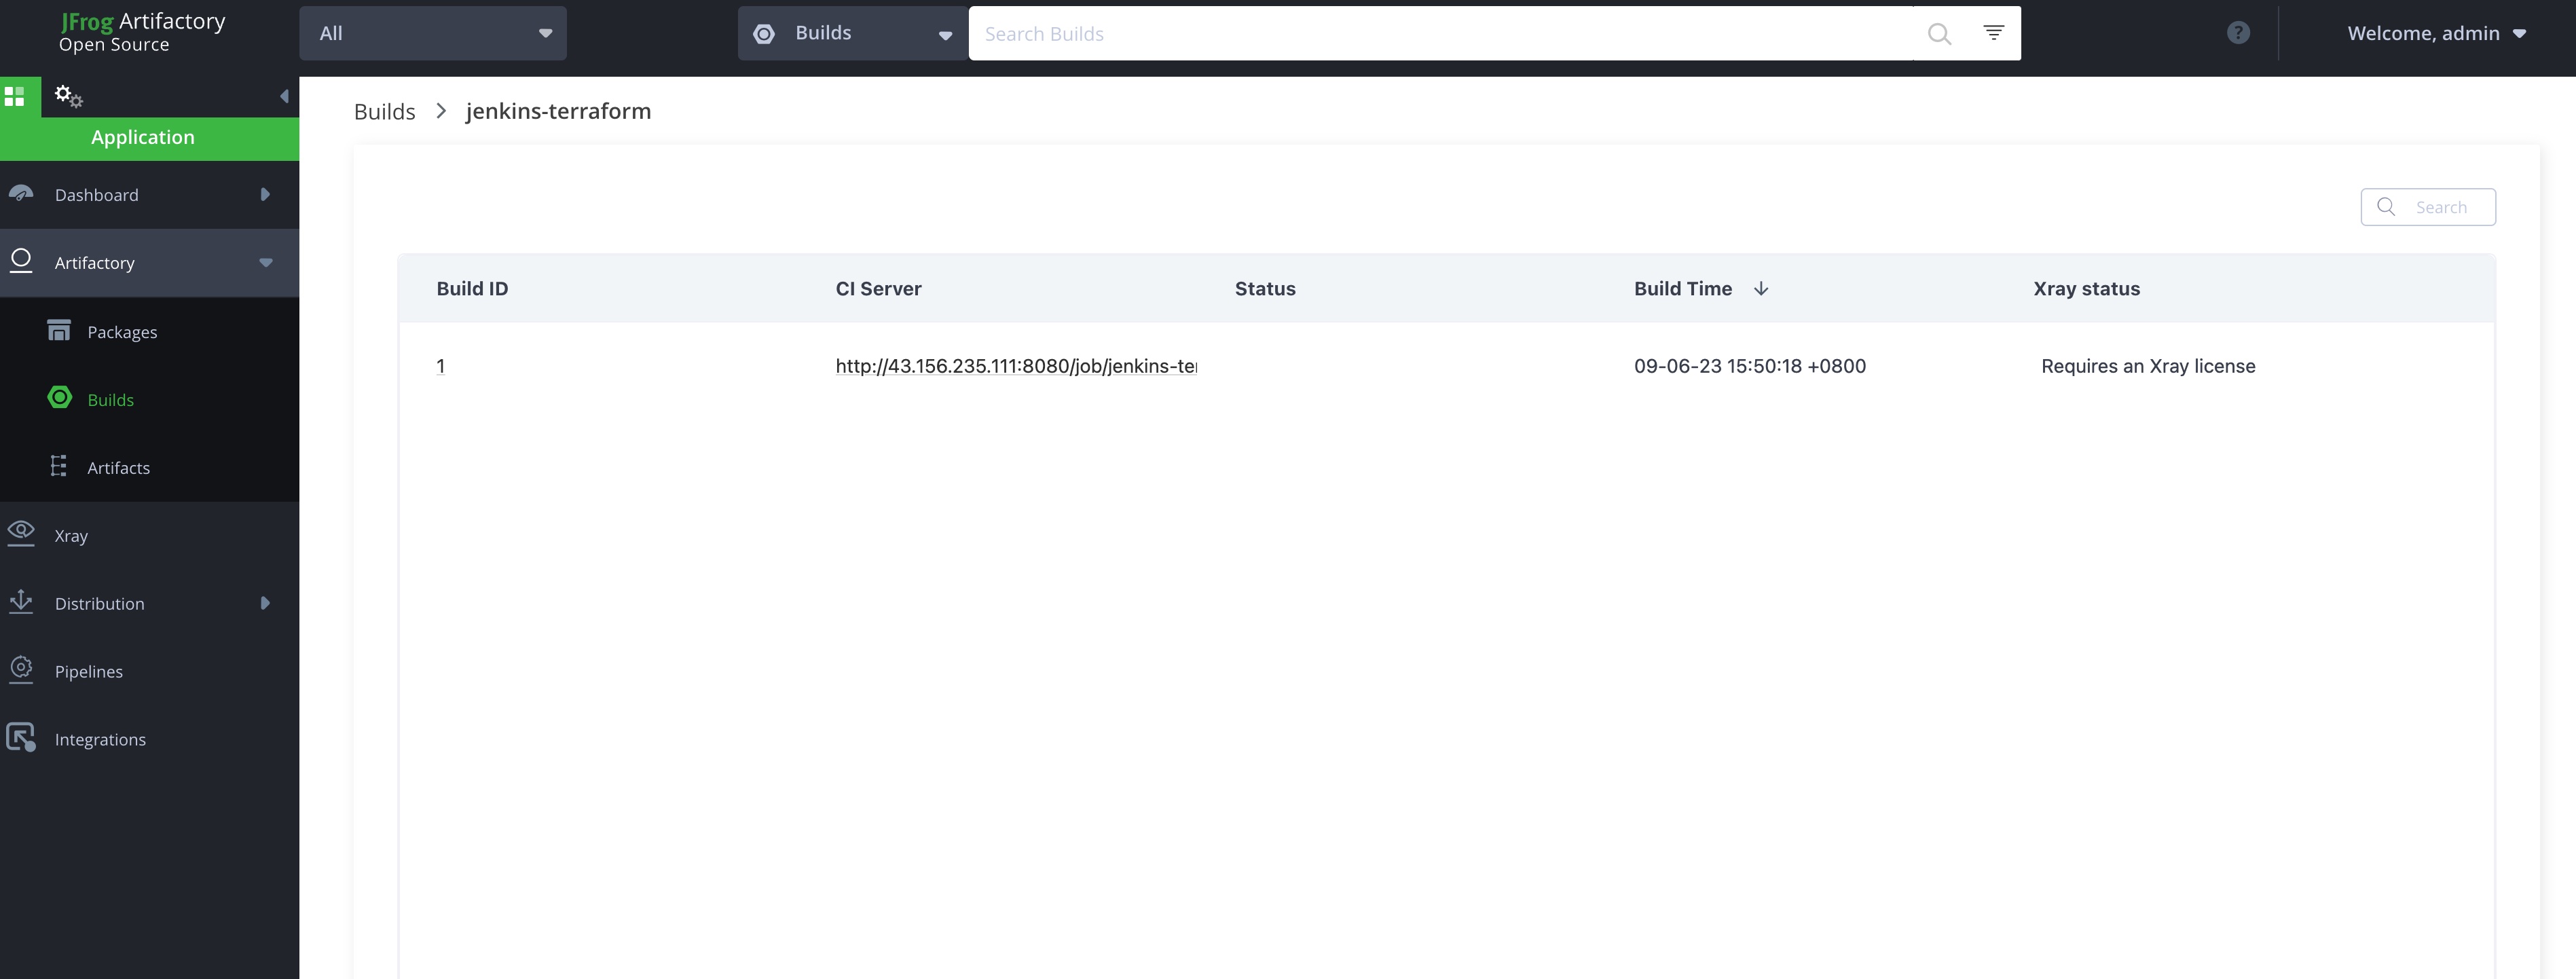 JFrog Artifactory
Open Source
All
Builds
Search Builds
?
Welcome, admin
Application
Dashboard
Artifactory
Packages
Builds
Artifacts
Xray
Distribution
Pipelines
Integrations
Builds > jenkins-terraform
Search
Build ID CI Server Status Build Time ↓ Xray status
1 http://43.156.235.111:8080/job/jenkins-te 09-06-23 15:50:18 +0800 Requires an Xray license